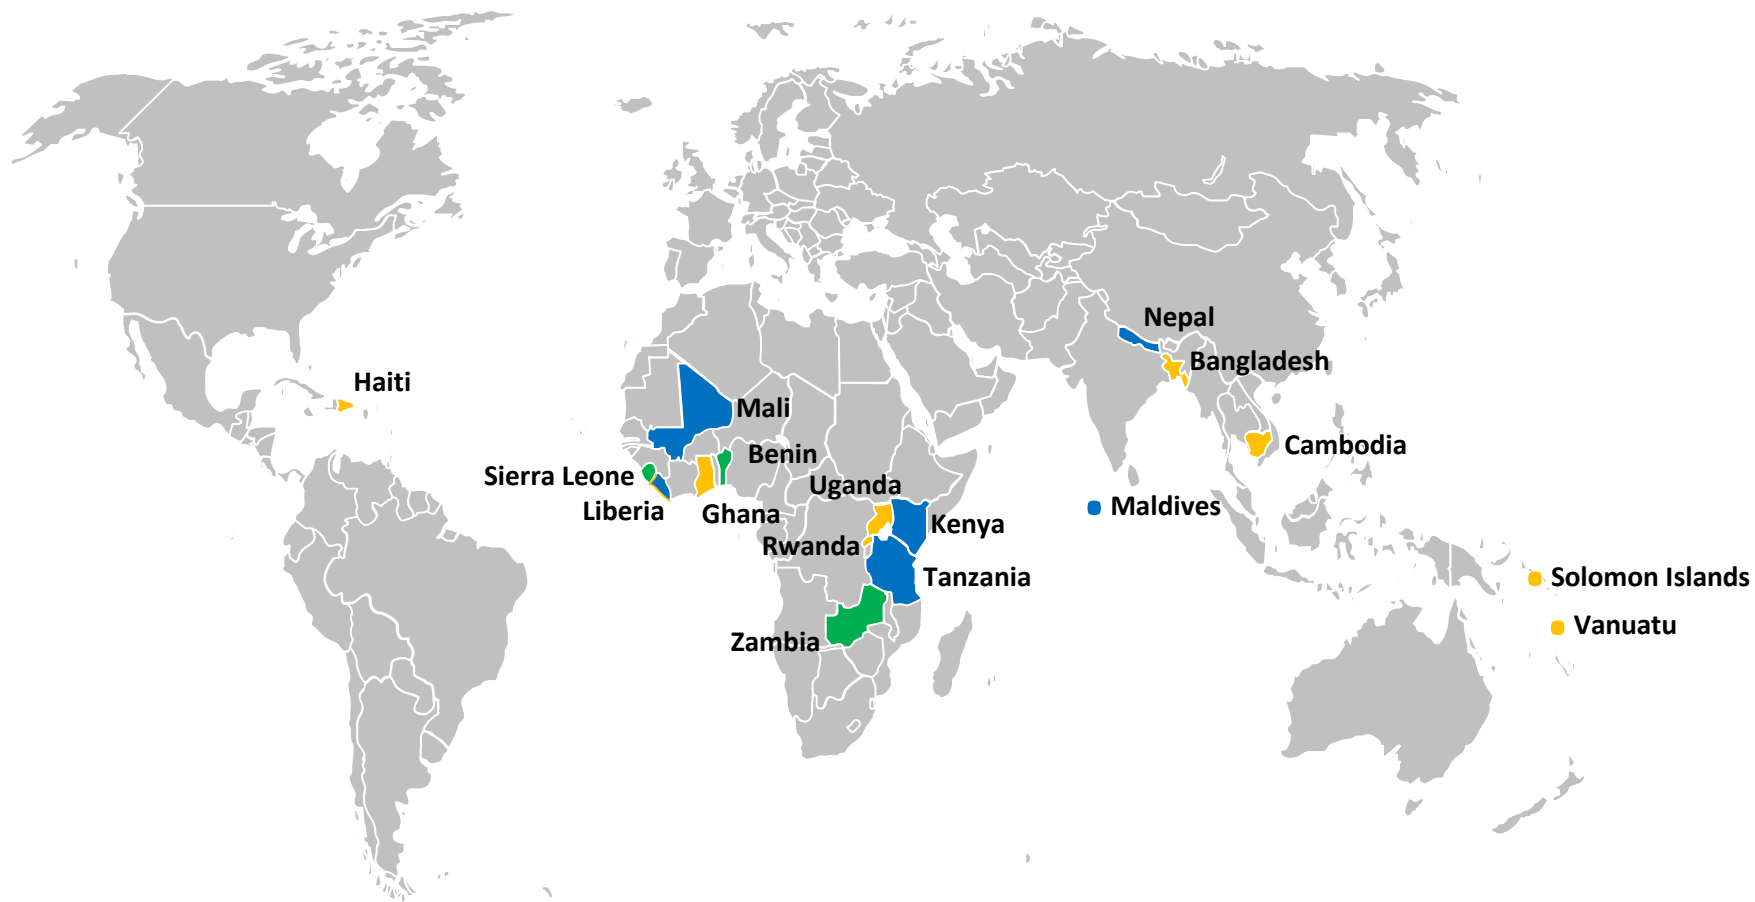 Nepal
Bangladesh
Haiti
Mali
Cambodia
Benin
Sierra Leone
Uganda
Liberia
Ghana
Maldives
Kenya
Rwanda
Tanzania
Solomon Islands
Vanuatu
Zambia